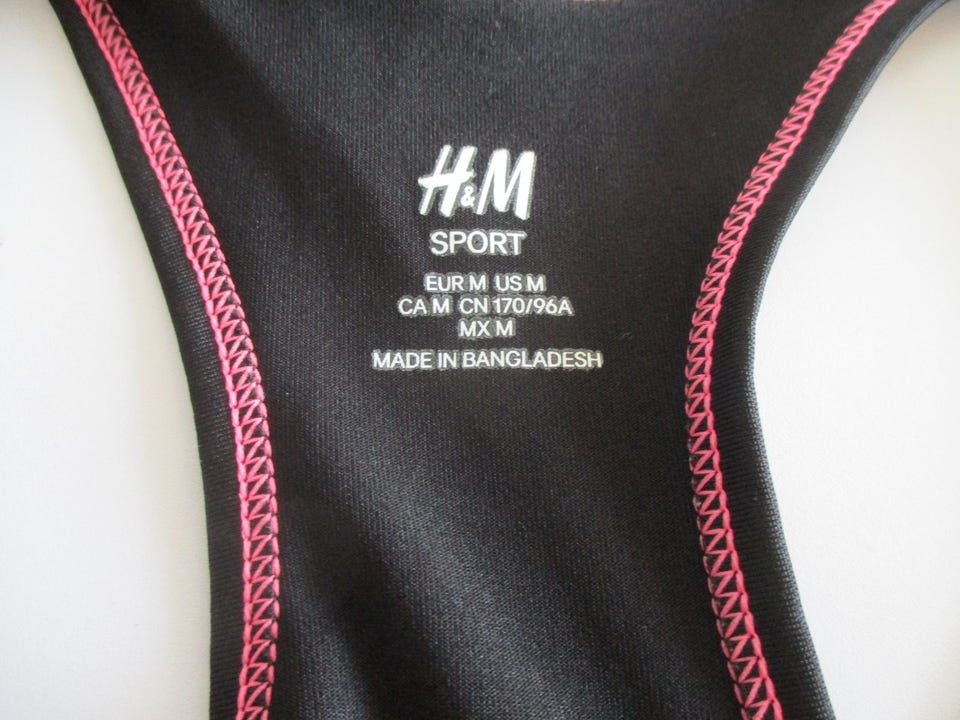 H&M
SPORT
EUR M US M
CA M CN 170/96A
MX M
MADE IN BANGLADESH